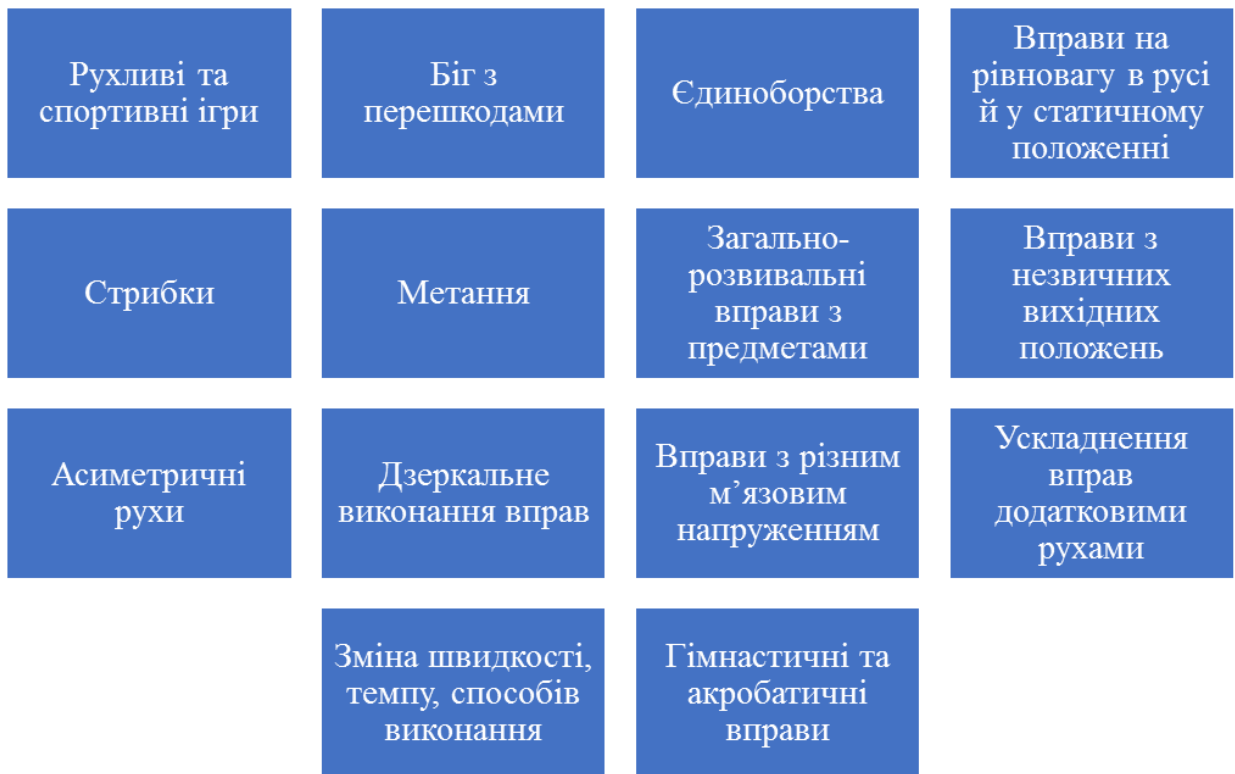 Рухливі та
спортивні ігри
Біг з
перешкодами
Єдиноборства
Вправи на
рівновагу в русі
й у статичному
положенні
Стрибки
Метання
Загально-
розвивальні
вправи з
предметами
Вправи з
незвичних
вихідних
положень
Асиметричні
рухи
Дзеркальне
виконання вправ
Вправи з різним
м’язовим
напруженням
Ускладнення
вправ
додатковими
рухами
Зміна швидкості,
темпу, способів
виконання
Гімнастичні та
акробатичні
вправи